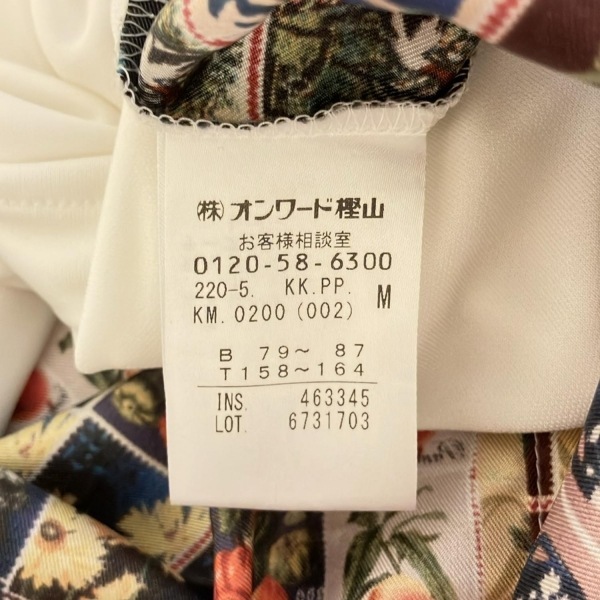 ㈱オンワード樫山
お客様相談室
0120-58-6300
220-5. KK.PP. M
KM. 0200 (002)
B 79～ 87
T 158～164
INS. 463345
LOT. 6731703